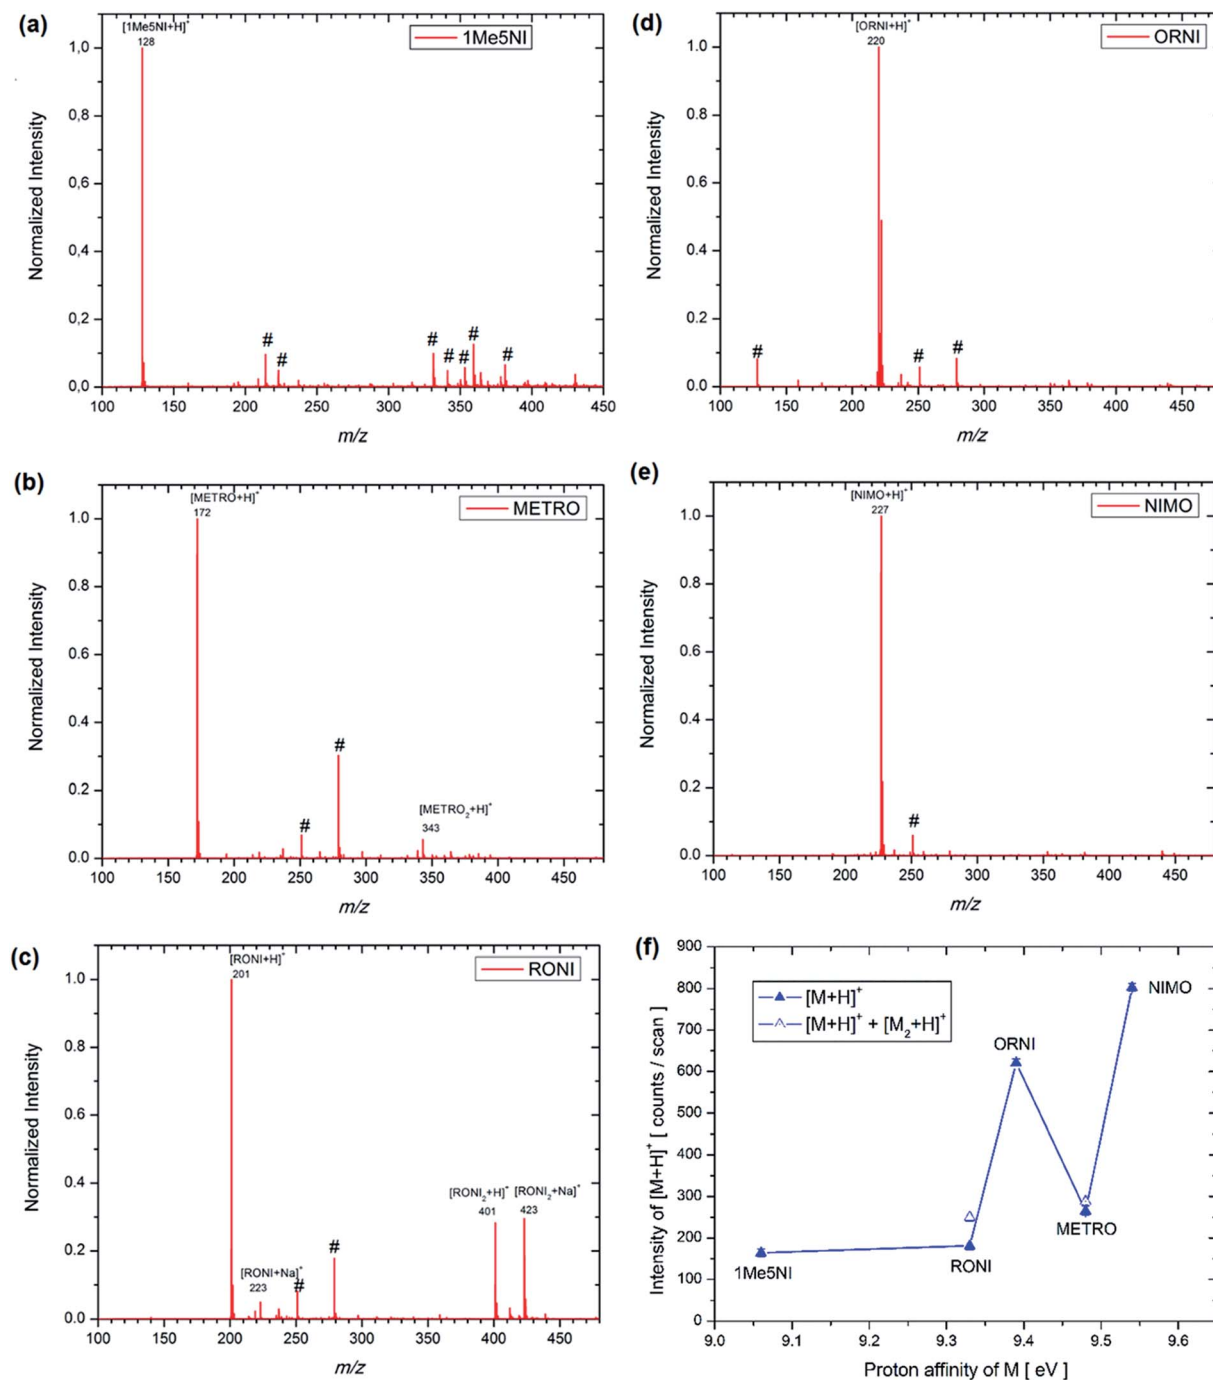 (a)
[1Me5NI+H]⁺
128
1Me5NI
1,0
0,8
0,6
0,4
0,2
0,0
Normalized Intensity
# # # # # # #
100 150 200 250 300 350 400 450
m/z
(d)
[ORNI+H]⁺
220
ORNI
1.0
0.8
0.6
0.4
0.2
0.0
Normalized Intensity
# # #
100 150 200 250 300 350 400 450
m/z
(b)
[METRO+H]⁺
172
METRO
1.0
0.8
0.6
0.4
0.2
0.0
Normalized Intensity
# #
[METRO₂+H]⁺
343
100 150 200 250 300 350 400 450
m/z
(e)
[NIMO+H]⁺
227
NIMO
1.0
0.8
0.6
0.4
0.2
0.0
Normalized Intensity
#
100 150 200 250 300 350 400 450
m/z
(c)
[RONI+H]⁺
201
RONI
1.0
0.8
0.6
0.4
0.2
0.0
Normalized Intensity
[RONI+Na]⁺
223
# #
[RONI₂+H]⁺
401
[RONI₂+Na]⁺
423
100 150 200 250 300 350 400 450
m/z
(f)
900
800
700
600
500
400
300
200
100
0
Intensity of [M+H]⁺ [ counts / scan ]
[M+H]⁺
[M+H]⁺ + [M₂+H]⁺
NIMO
ORNI
METRO
RONI
1Me5NI
9.0 9.1 9.2 9.3 9.4 9.5 9.6
Proton affinity of M [ eV ]